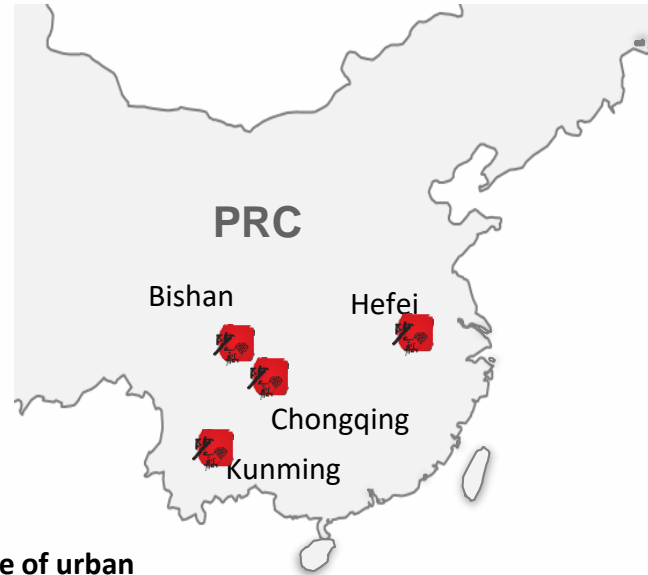 PRC
Bishan
Hefei
Chongqing
Kunming
e of urban